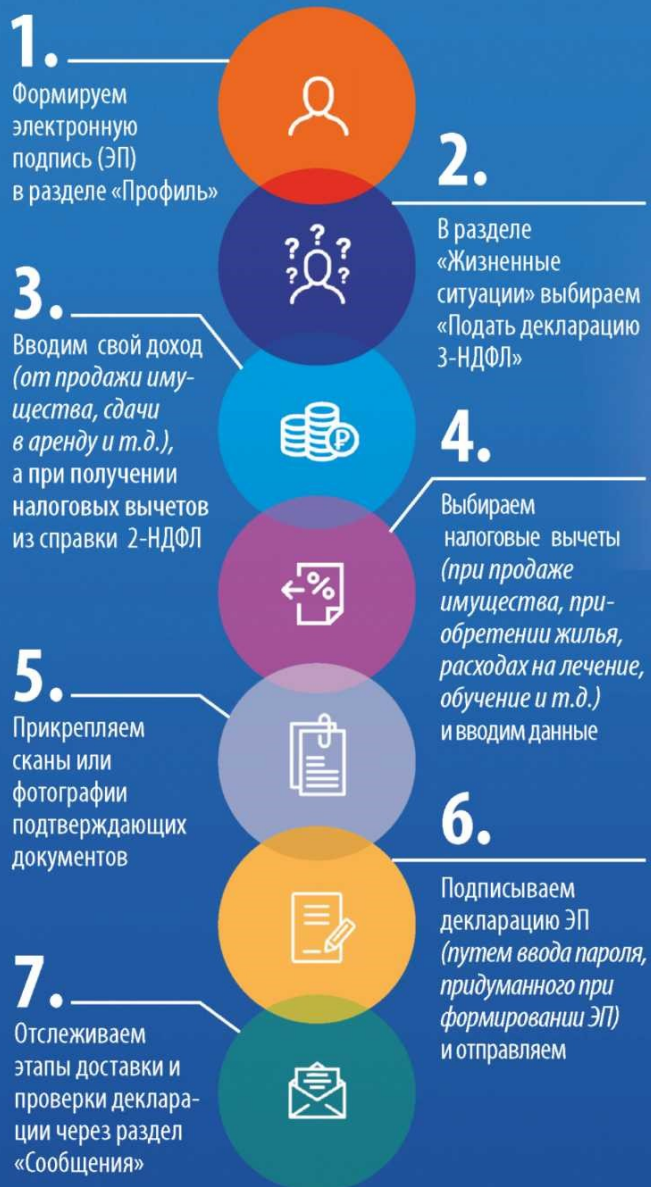 1.
Формируем
электронную
подпись (ЭП)
в разделе «Профиль»
2.
В разделе
«Жизненные
ситуации» выбираем
«Подать декларацию
3-НДФЛ»
3.
Вводим свой доход
(от продажи иму-
щества, сдачи
в аренду и т.д.),
а при получении
налоговых вычетов
из справки 2-НДФЛ
4.
Выбираем
налоговые вычеты
(при продаже
имущества, при-
обретении жилья,
расходах на лечение,
обучение и т.д.)
и вводим данные
5.
Прикрепляем
сканы или
фотографии
подтверждающих
документов
6.
Подписываем
декларацию ЭП
(путем ввода пароля,
придуманного при
формировании ЭП)
и отправляем
7.
Отслеживаем
этапы доставки и
проверки деклара-
ции через раздел
«Сообщения»